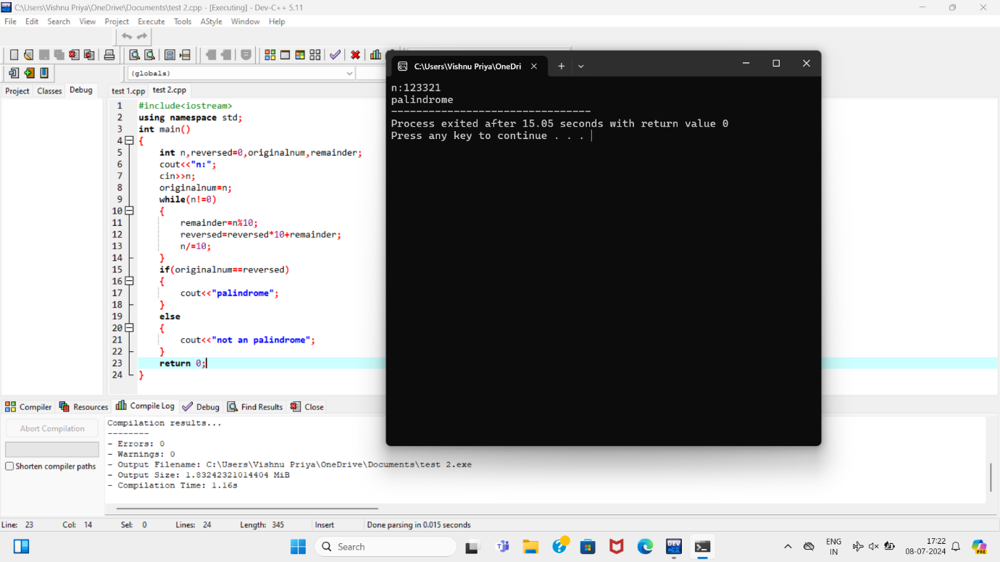 C:\Users\Vishnu Priya\OneDrive\Documents\test 2.cpp - [Executing] - Dev-C++ 5.11
File Edit Search View Project Execute Tools AStyle Window Help
(globals)
Project Classes Debug
test 1.cpp test 2.cpp
1 #include<iostream>
2 using namespace std;
3 int main()
4 {
5 int n,reversed=0,originalnum,remainder;
6 cout<<"n:";
7 cin>>n;
8 originalnum=n;
9 while(n!=0)
10 {
11 remainder=n%10;
12 reversed=reversed*10+remainder;
13 n/=10;
14 }
15 if(originalnum==reversed)
16 {
17 cout<<"palindrome";
18 }
19 else
20 {
21 cout<<"not an palindrome";
22 }
23 return 0;
24 }
C:\Users\Vishnu Priya\OneDri
n:123321
palindrome
--------------------------------
Process exited after 15.05 seconds with return value 0
Press any key to continue . . .
Compiler Resources Compile Log Debug Find Results Close
Abort Compilation
Shorten compiler paths
Compilation results...
--------
- Errors: 0
- Warnings: 0
- Output Filename: C:\Users\Vishnu Priya\OneDrive\Documents\test 2.exe
- Output Size: 1.83242321014404 MiB
- Compilation Time: 1.16s
Line: 23 Col: 14 Sel: 0 Lines: 24 Length: 345 Insert Done parsing in 0.015 seconds
Search
DEV
ENG
IN
17:22
08-07-2024
PRE